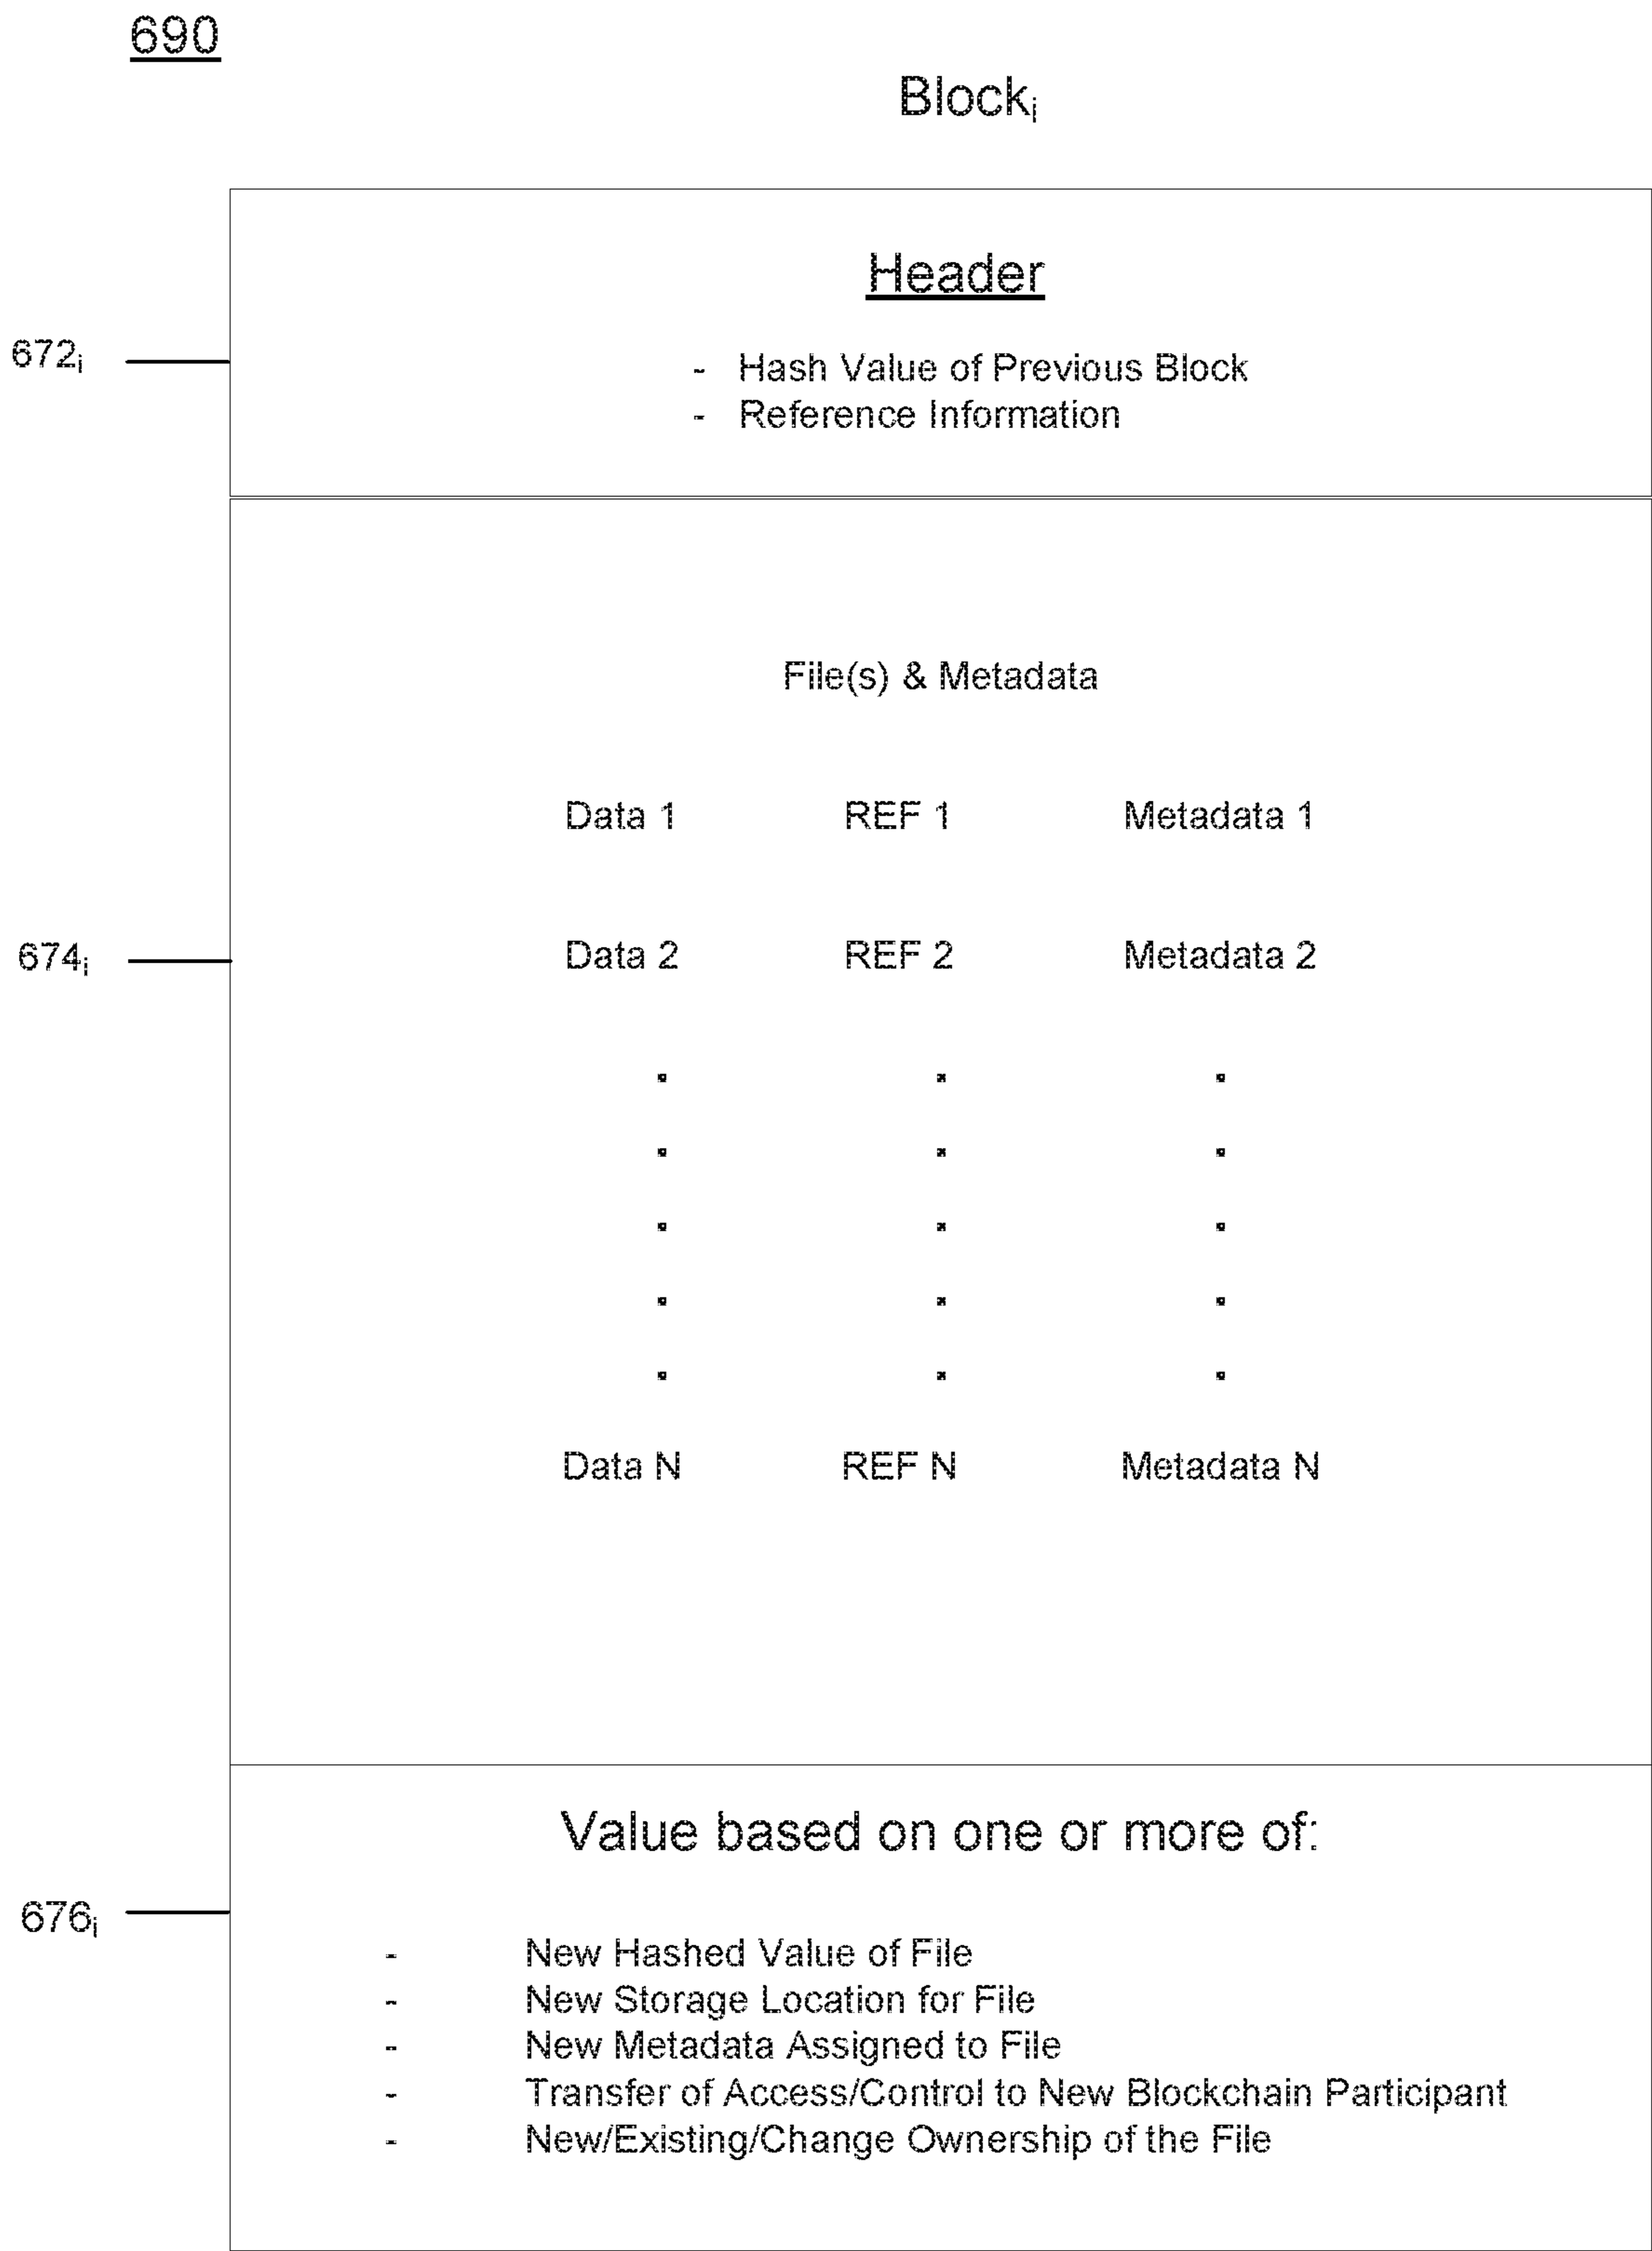 690
Blockᵢ
Header
672ᵢ
- Hash Value of Previous Block
- Reference Information
File(s) & Metadata
Data 1 REF 1 Metadata 1
674ᵢ
Data 2 REF 2 Metadata 2
. . .
. . .
. . .
. . .
. . .
Data N REF N Metadata N
Value based on one or more of:
676ᵢ
- New Hashed Value of File
- New Storage Location for File
- New Metadata Assigned to File
- Transfer of Access/Control to New Blockchain Participant
- New/Existing/Change Ownership of the File